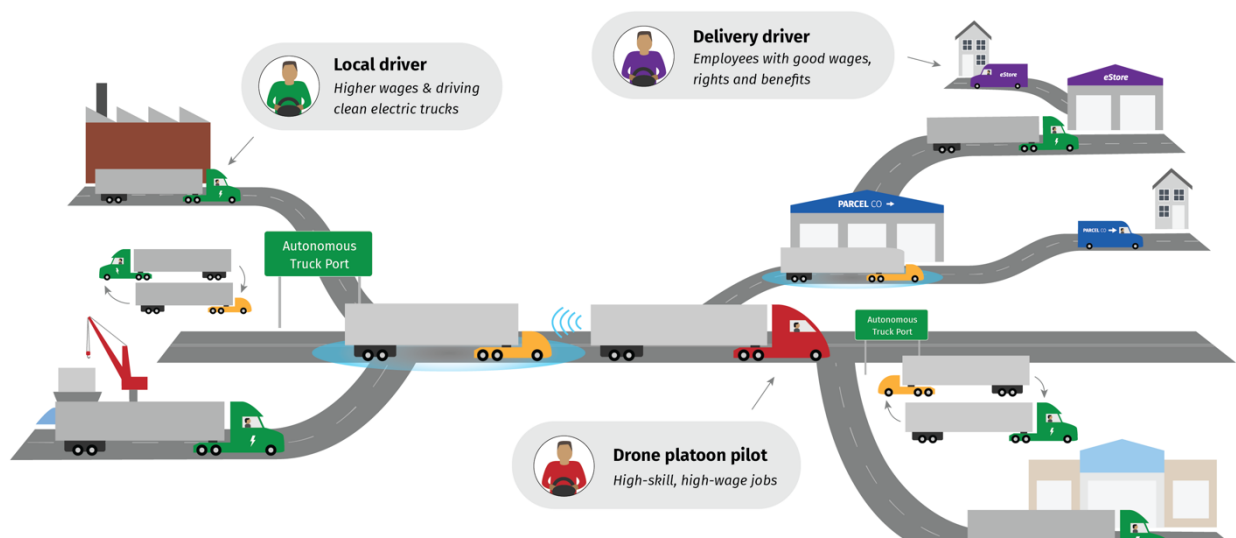 Local driver
Higher wages & driving
clean electric trucks
Delivery driver
Employees with good wages,
rights and benefits
eStore
eStore
Autonomous
Truck Port
PARCEL CO →
PARCEL CO →
Autonomous
Truck Port
Drone platoon pilot
High-skill, high-wage jobs